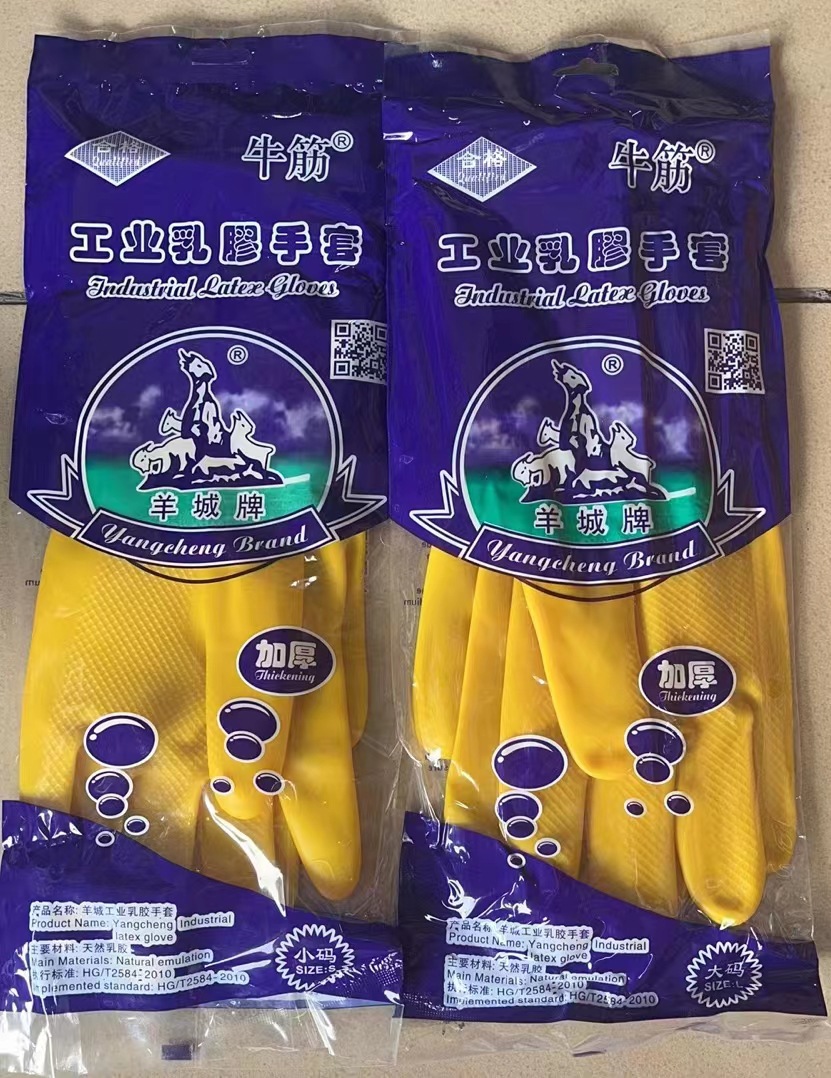 合格
牛筋®
工业乳膠手套
Industrial Latex Gloves
®
羊城牌
Yangcheng Brand
加厚
Thickening
产品名称: 羊城工业乳胶手套
Product Name: Yangcheng Industrial
latex glove
主要材料: 天然乳胶
Main Materials: Natural emulation
执行标准: HG/T2584-2010
Implemented standard: HG/T2584-2010
小码
SIZE:S
合格
牛筋®
工业乳膠手套
Industrial Latex Gloves
®
羊城牌
Yangcheng Brand
加厚
Thickening
产品名称: 羊城工业乳胶手套
Product Name: Yangcheng Industrial
latex glove
主要材料: 天然乳胶
Main Materials: Natural emulation
执行标准: HG/T2584-2010
Implemented standard: HG/T2584-2010
大码
SIZE:L